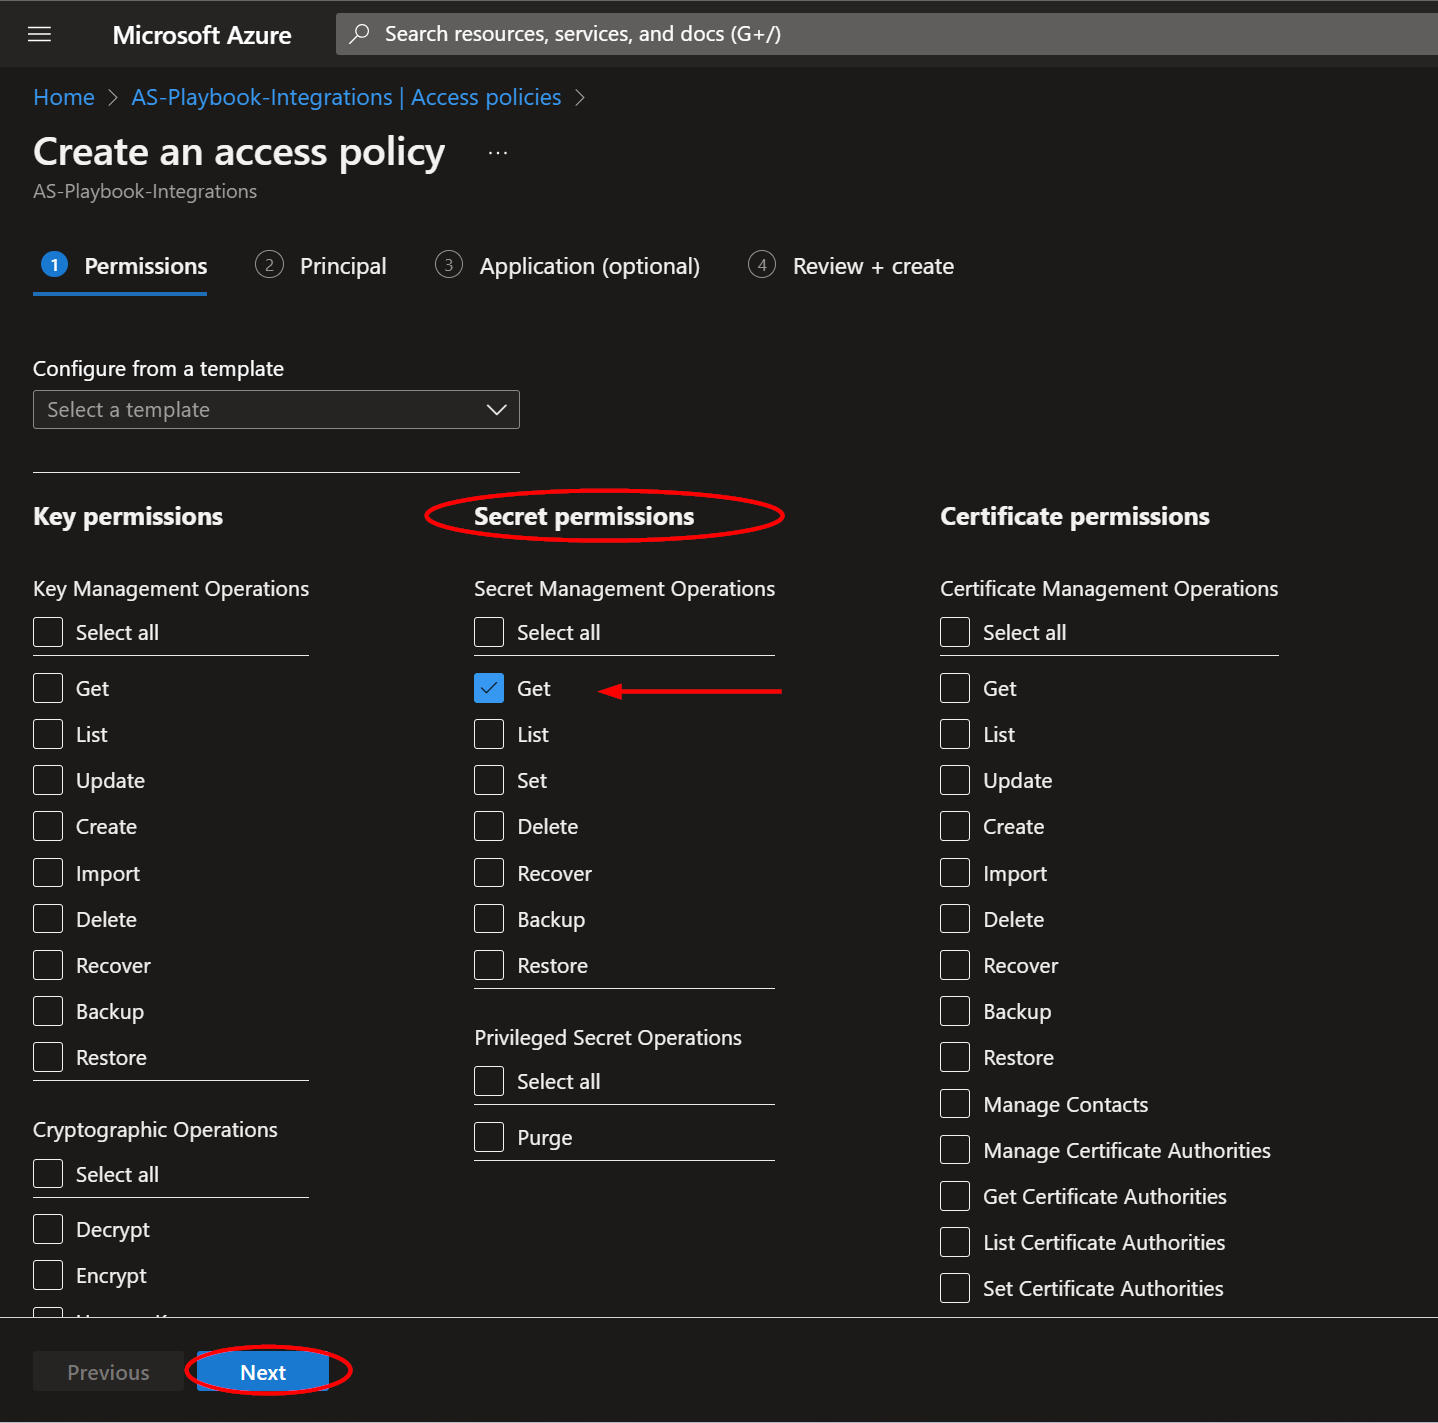 Microsoft Azure
Search resources, services, and docs (G+/)
Home > AS-Playbook-Integrations | Access policies >
Create an access policy ...
AS-Playbook-Integrations
1 Permissions
2 Principal
3 Application (optional)
4 Review + create
Configure from a template
Select a template
Key permissions
Key Management Operations
Select all
Get
List
Update
Create
Import
Delete
Recover
Backup
Restore
Cryptographic Operations
Select all
Decrypt
Encrypt
Secret permissions
Secret Management Operations
Select all
Get
List
Set
Delete
Recover
Backup
Restore
Privileged Secret Operations
Select all
Purge
Certificate permissions
Certificate Management Operations
Select all
Get
List
Update
Create
Import
Delete
Recover
Backup
Restore
Manage Contacts
Manage Certificate Authorities
Get Certificate Authorities
List Certificate Authorities
Set Certificate Authorities
Previous
Next